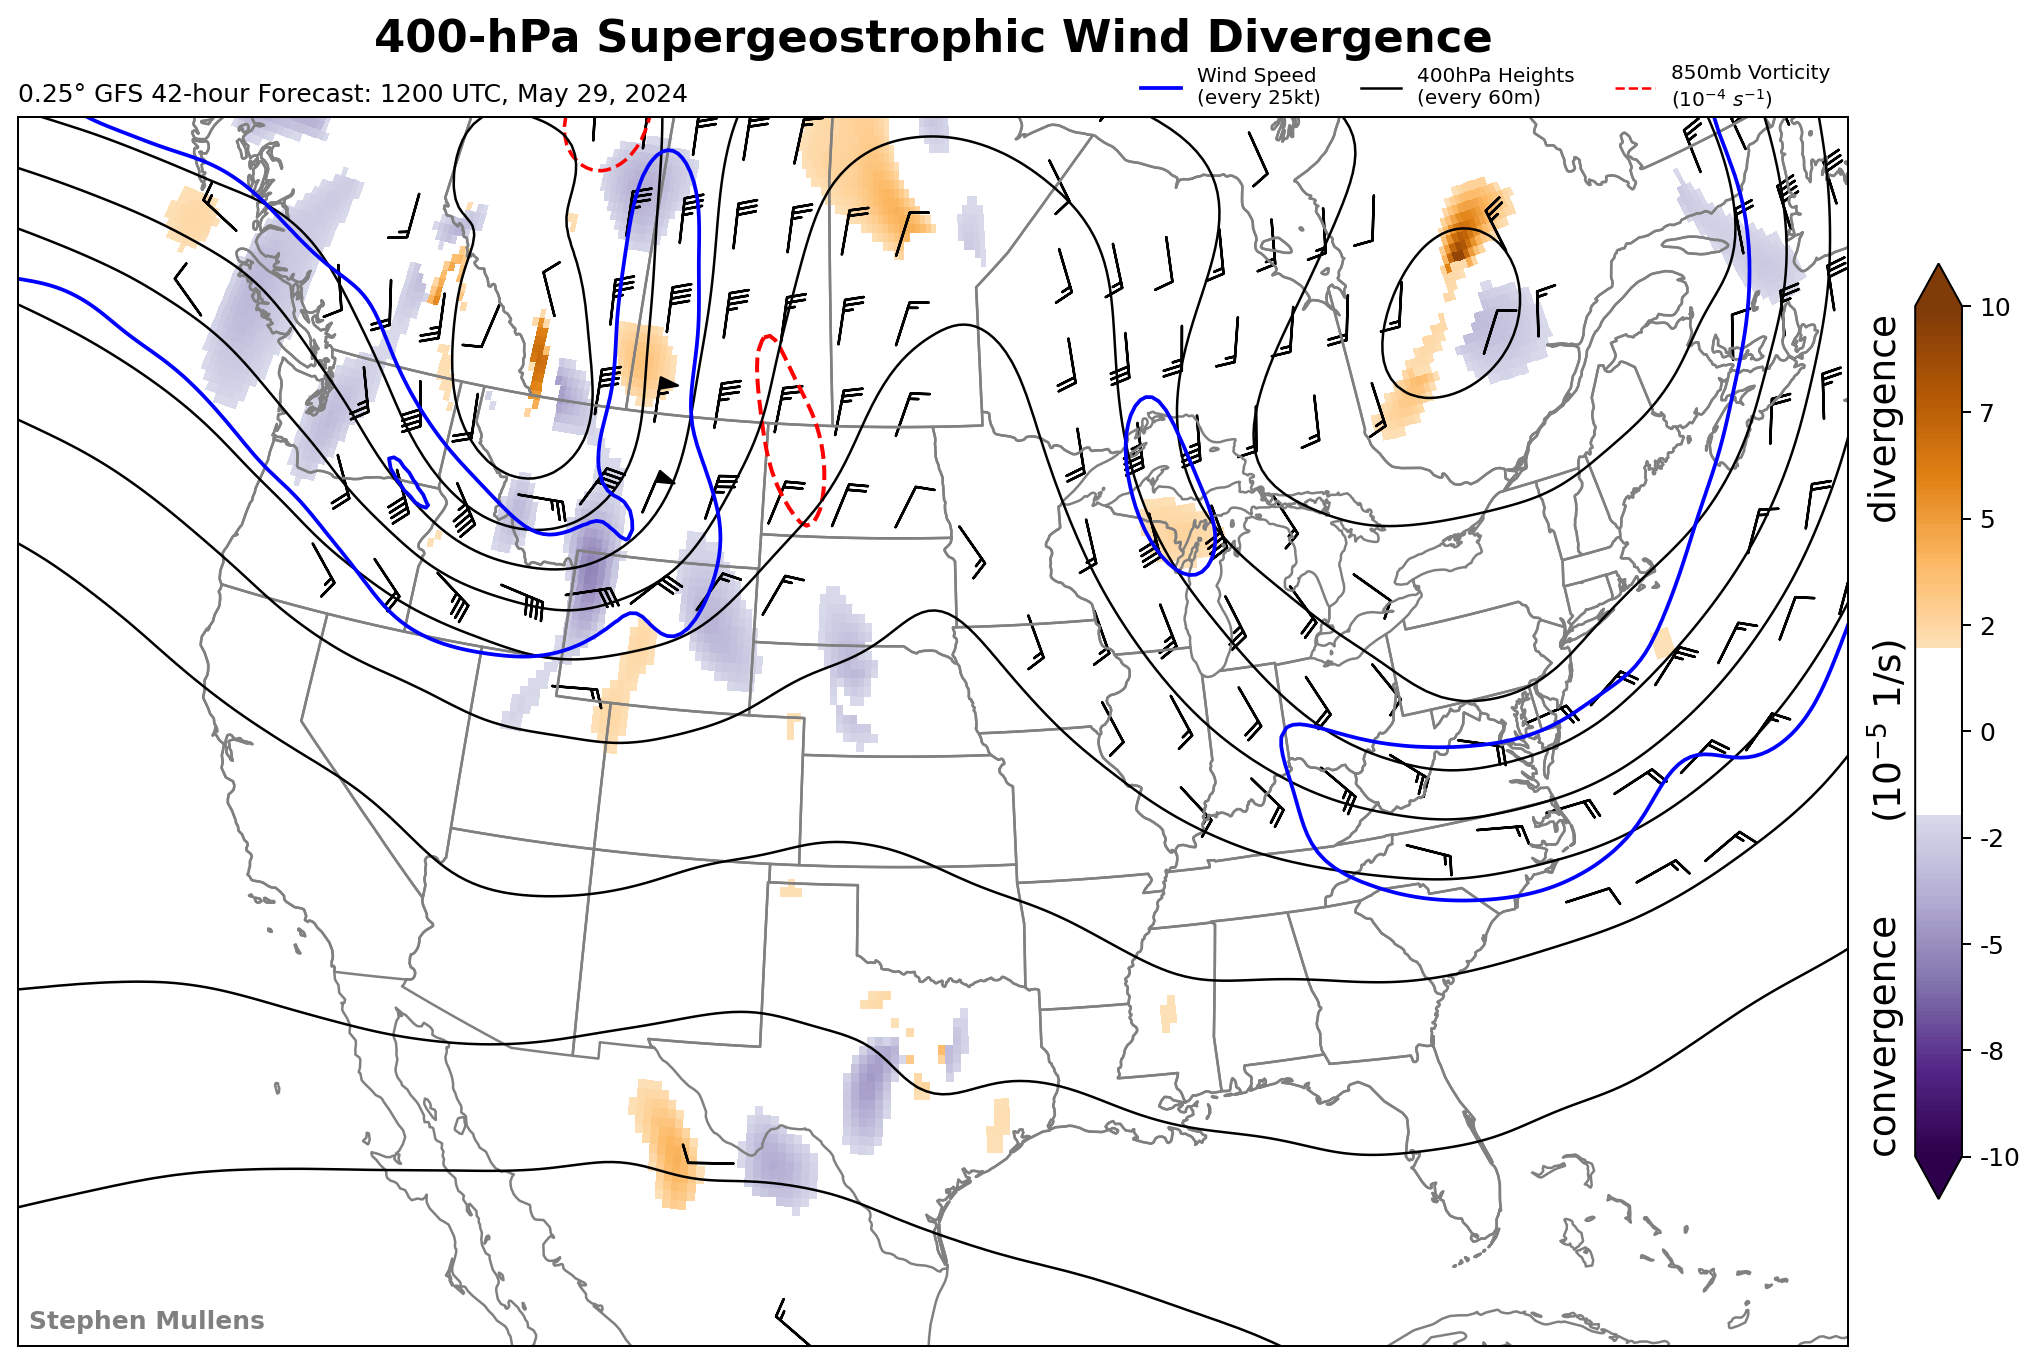 400-hPa Supergeostrophic Wind Divergence
0.25° GFS 42-hour Forecast: 1200 UTC, May 29, 2024
Wind Speed
(every 25kt)
400hPa Heights
(every 60m)
850mb Vorticity
(10⁻⁴ s⁻¹)
10
7
5
2
0
-2
-5
-8
-10
convergence (10⁻⁵ 1/s) divergence
Stephen Mullens